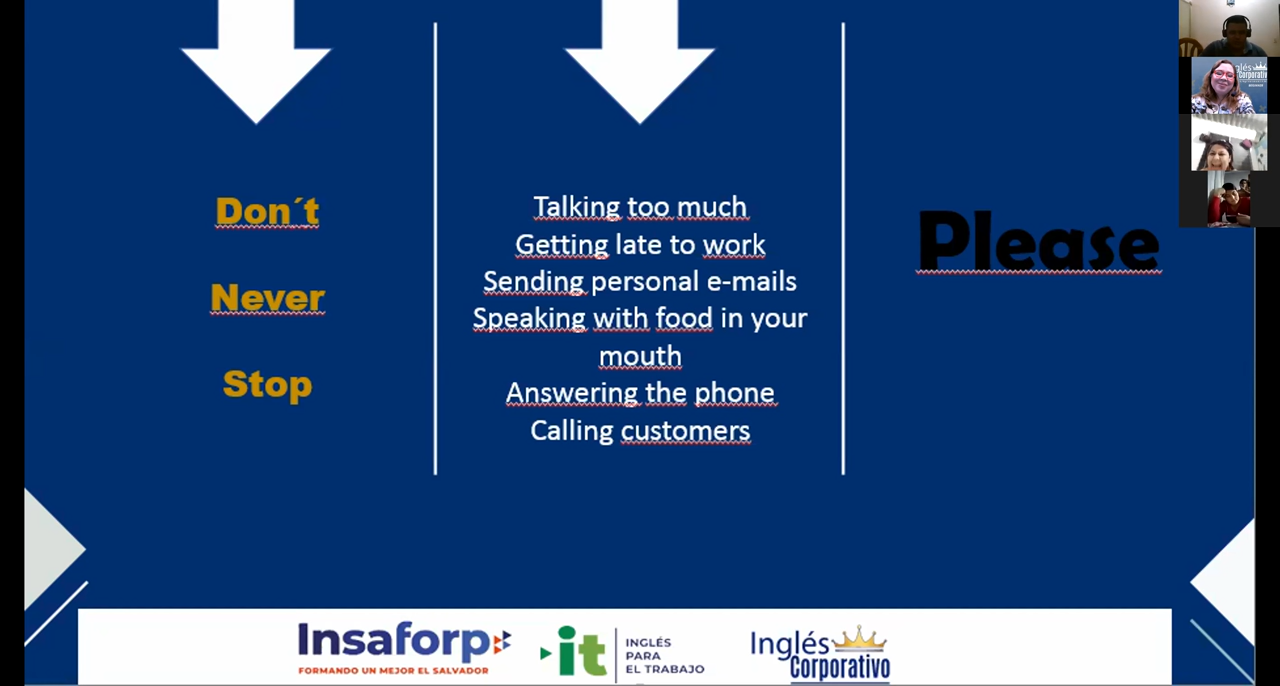 Don´t
Never
Stop
Talking too much
Getting late to work
Sending personal e-mails
Speaking with food in your
mouth
Answering the phone
Calling customers
Please
Insaforp
FORMANDO UN MEJOR EL SALVADOR
it
INGLÉS
PARA
EL TRABAJO
Inglés
Corporativo
glés
Corporativo